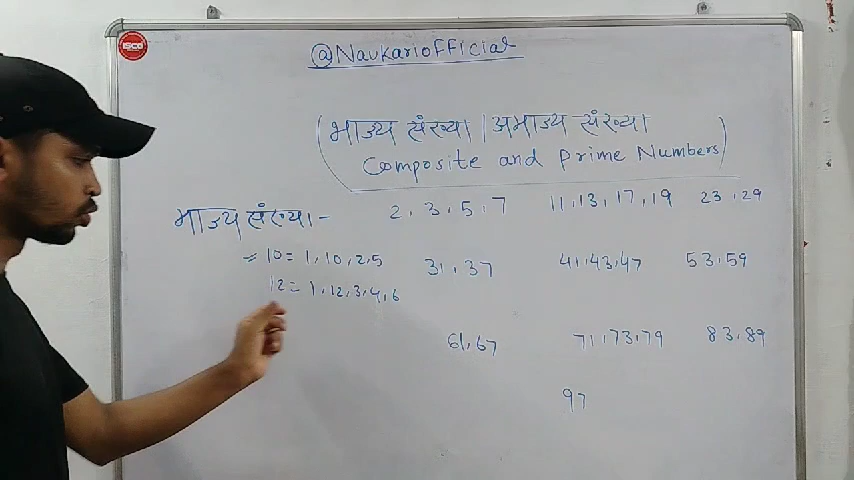 ISCO
@NaukariOfficial
भाज्य संख्या | अभाज्य संख्या
Composite and Prime Numbers
भाज्य संख्या :-
2, 3, 5, 7 11, 13, 17, 19 23, 29
⇒ 10 = 1, 10, 2, 5
31, 37 41, 43, 47 53, 59
12 = 1, 12, 3, 4, 6
61, 67 71, 73, 79 83, 89
97